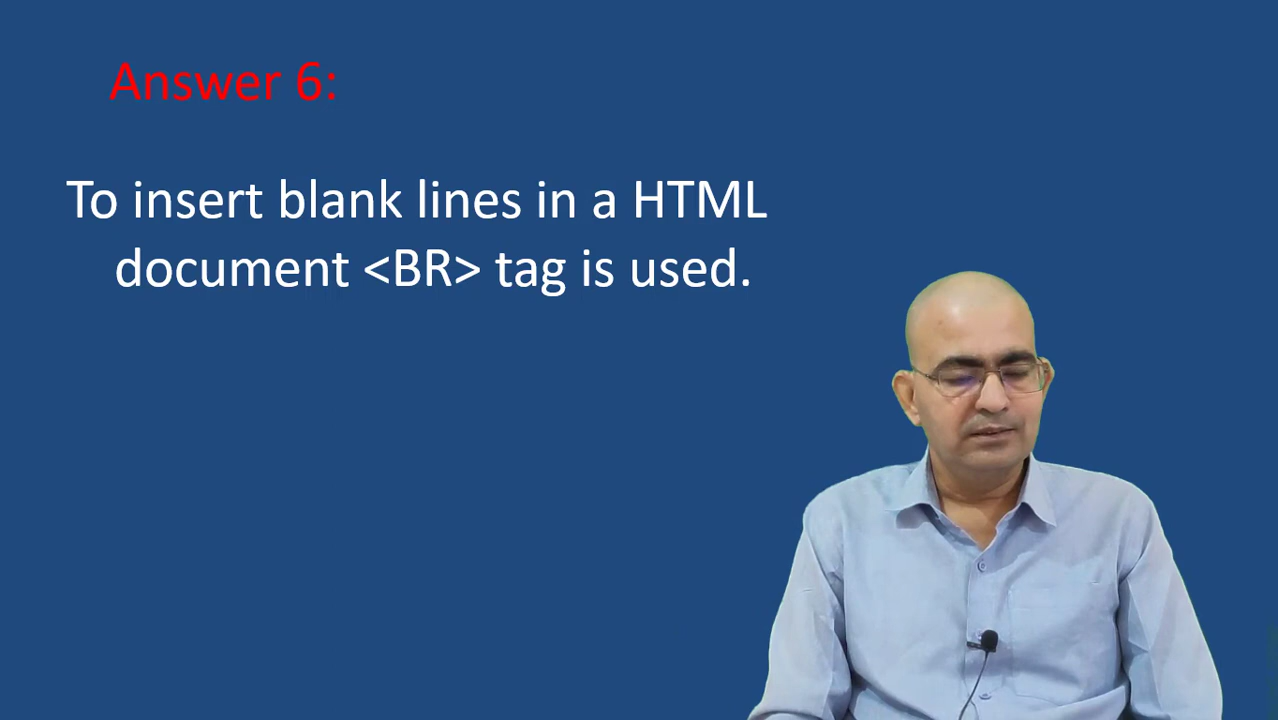 Answer 6:
To insert blank lines in a HTML
document <BR> tag is used.